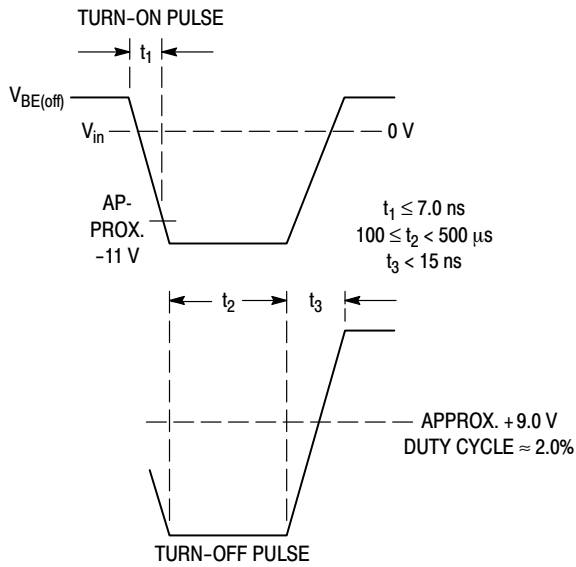 TURN-ON PULSE
t1
VBE(off)
Vin
0 V
AP-
PROX.
-11 V
t1 ≤ 7.0 ns
100 ≤ t2 < 500 μs
t3 < 15 ns
t2
t3
APPROX. +9.0 V
DUTY CYCLE ≈ 2.0%
TURN-OFF PULSE